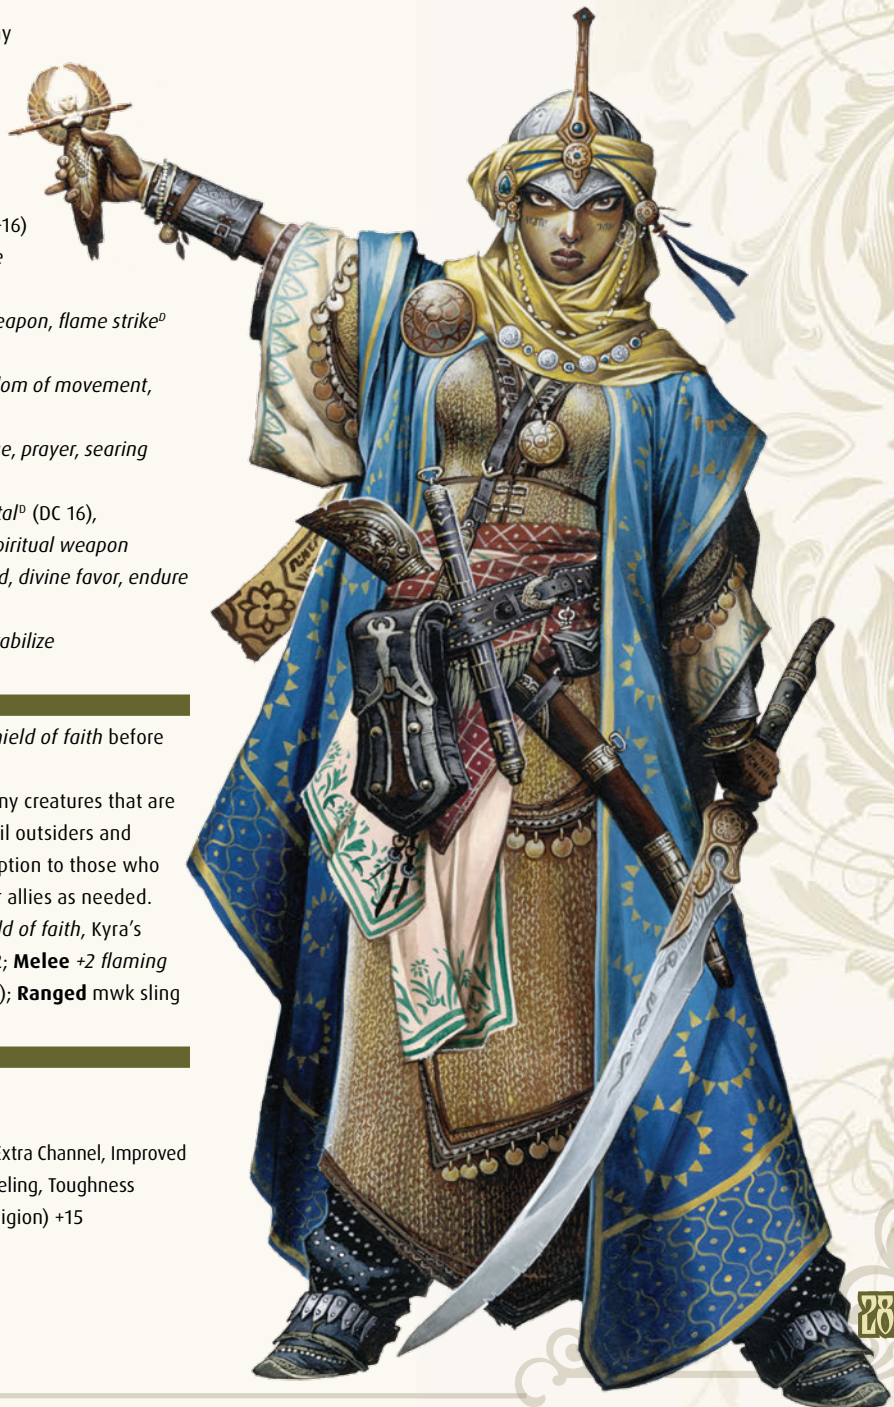 -16)
eapon, flame strikeᴰ
dom of movement,
e, prayer, searing
talᴰ (DC 16),
piritual weapon
d, divine favor, endure
abilize
hield of faith before
ny creatures that are
il outsiders and
ption to those who
r allies as needed.
ld of faith, Kyra’s
; Melee +2 flaming
); Ranged mwk sling
Extra Channel, Improved
eling, Toughness
igion) +15
28